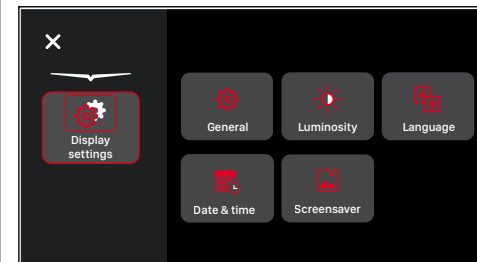 Display
settings
General
Luminosity
Language
Date & time
Screensaver